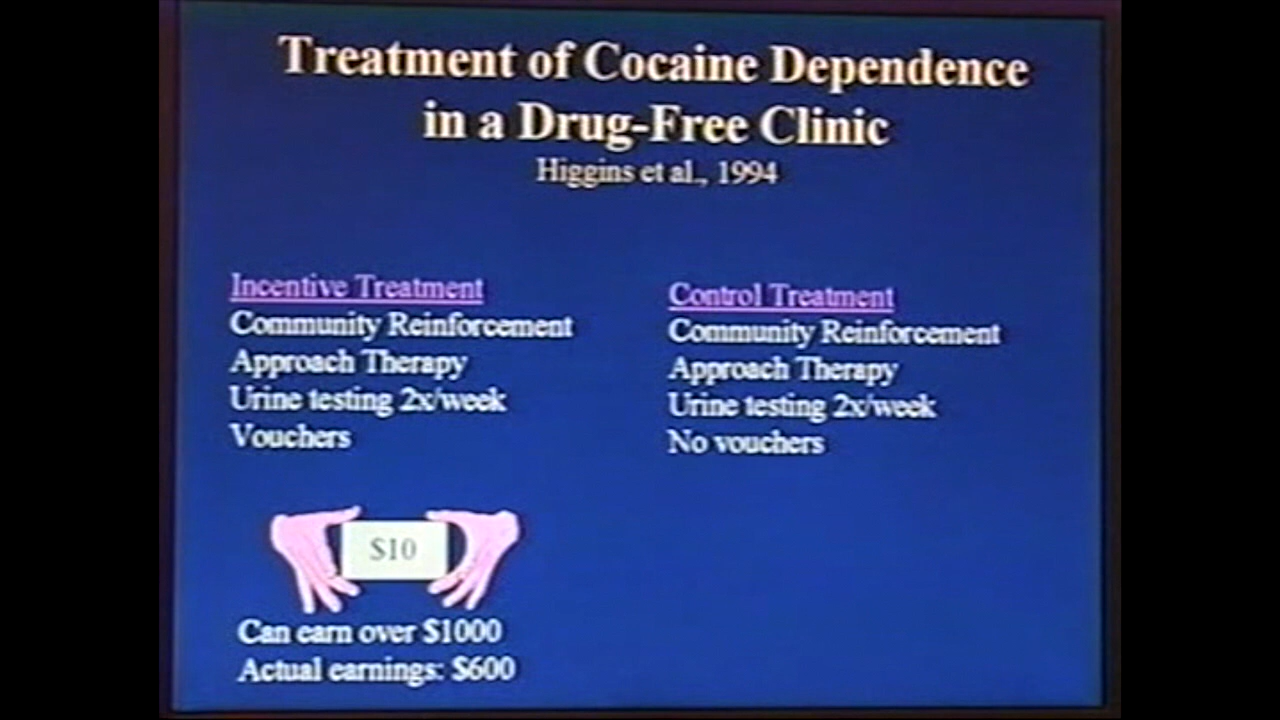 Treatment of Cocaine Dependence
in a Drug-Free Clinic
Higgins et al., 1994
Incentive Treatment
Community Reinforcement
Approach Therapy
Urine testing 2x/week
Vouchers
$10
Can earn over $1000
Actual earnings: $600
Control Treatment
Community Reinforcement
Approach Therapy
Urine testing 2x/week
No vouchers